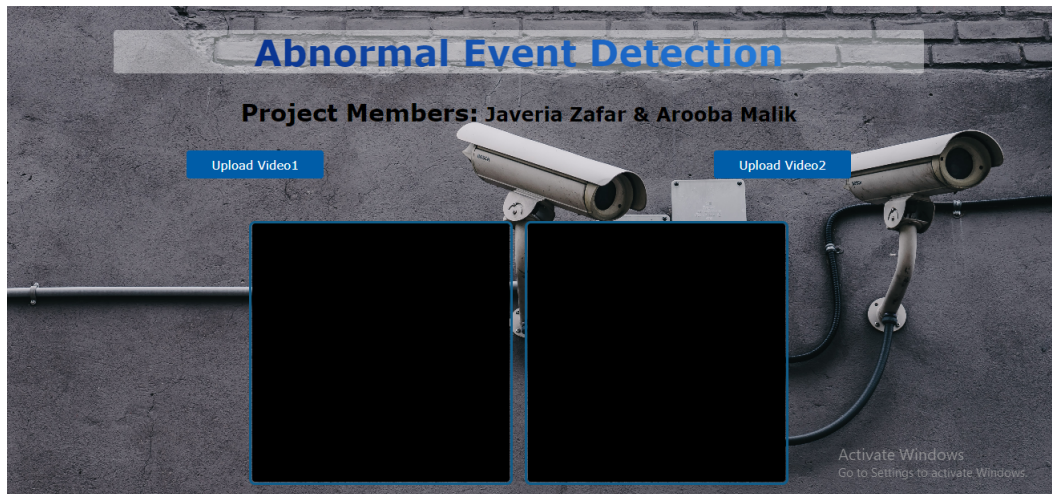 Abnormal Event Detection
Project Members: Javeria Zafar & Arooba Malik
Upload Video1
Upload Video2
Activate Windows
Go to Settings to activate Windows.